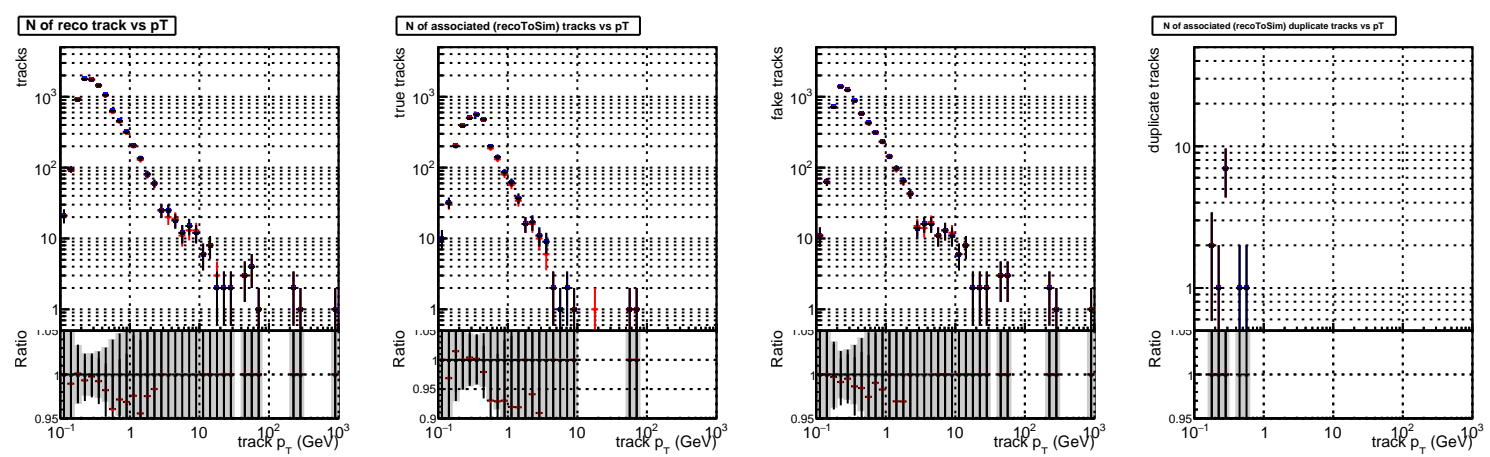 N of reco track vs pT
tracks
10³
10²
10
1
Ratio
1.05
1
0.95
10⁻¹ 1 10 10² 10³
track p_T (GeV)
N of associated (recoToSim) tracks vs pT
true tracks
10³
10²
10
1
Ratio
1.05
1
0.95
0.9
10⁻¹ 1 10 10² 10³
track p_T (GeV)
fake tracks
10³
10²
10
1
Ratio
1.05
1
0.95
10⁻¹ 1 10 10² 10³
track p_T (GeV)
N of associated (recoToSim) duplicate tracks vs pT
duplicate tracks
10
1
Ratio
1.05
1
0.95
10⁻¹ 1 10 10² 10³
track p_T (GeV)